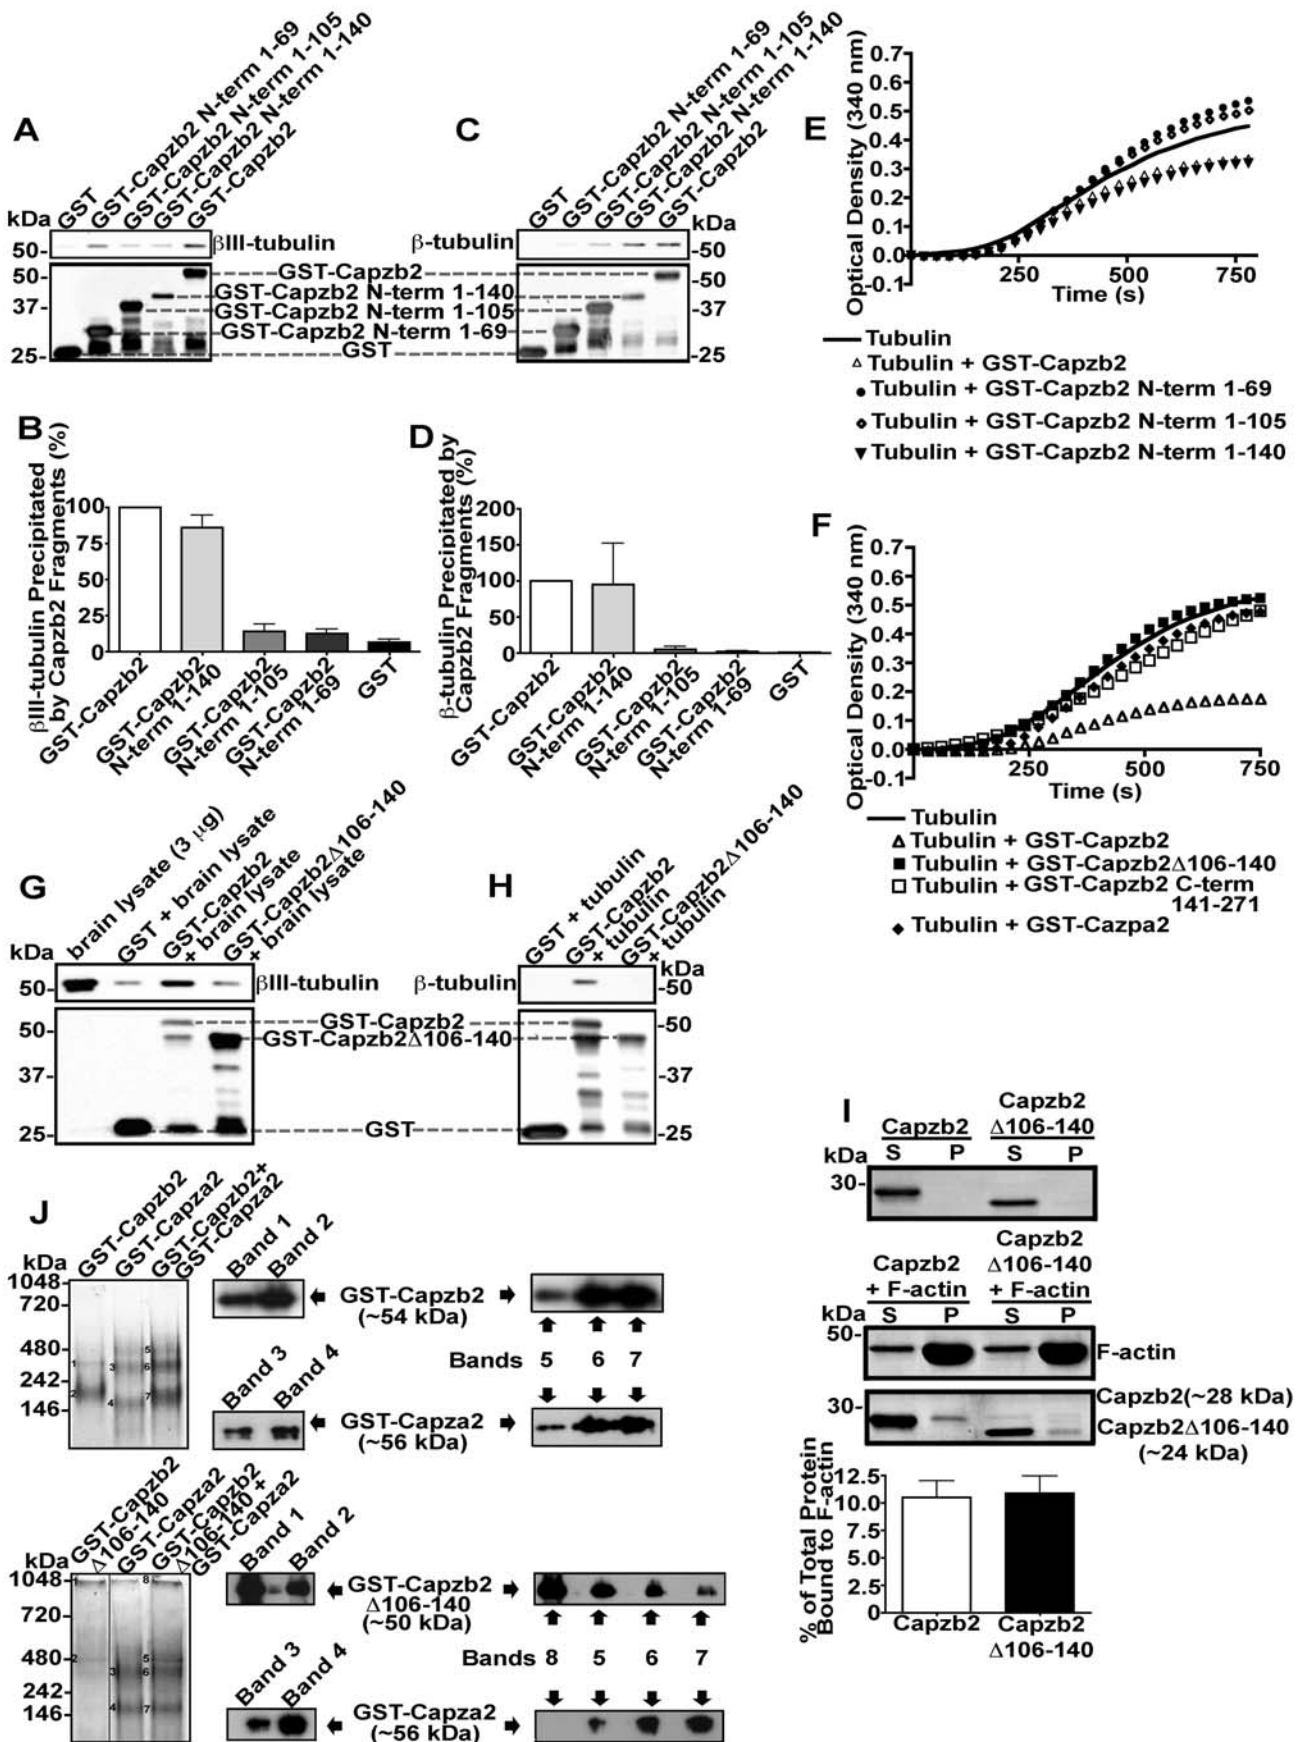 A
kDa
GST
GST-Capzb2 N-term 1-69
GST-Capzb2 N-term 1-105
GST-Capzb2 N-term 1-140
GST-Capzb2
50-
βIII-tubulin
50-
37-
25-
C
GST
GST-Capzb2 N-term 1-69
GST-Capzb2 N-term 1-105
GST-Capzb2 N-term 1-140
GST-Capzb2
kDa
β-tubulin
-50
-50
-37
-25
GST-Capzb2
GST-Capzb2 N-term 1-140
GST-Capzb2 N-term 1-105
GST-Capzb2 N-term 1-69
GST
B
βIII-tubulin Precipitated
by Capzb2 Fragments (%)
100
75
50
25
0
GST-Capzb2
GST-Capzb2
N-term 1-140
GST-Capzb2
N-term 1-105
GST-Capzb2
N-term 1-69
GST
D
β-tubulin Precipitated by
Capzb2 Fragments (%)
200
150
100
50
0
GST-Capzb2
GST-Capzb2
N-term 1-140
GST-Capzb2
N-term 1-105
GST-Capzb2
N-term 1-69
GST
E
Optical Density (340 nm)
0.7
0.6
0.5
0.4
0.3
0.2
0.1
0.0
-0.1
250
500
750
Time (s)
Tubulin
Tubulin + GST-Capzb2
Tubulin + GST-Capzb2 N-term 1-69
Tubulin + GST-Capzb2 N-term 1-105
Tubulin + GST-Capzb2 N-term 1-140
F
Optical Density (340 nm)
0.7
0.6
0.5
0.4
0.3
0.2
0.1
0.0
-0.1
250
500
750
Time (s)
Tubulin
Tubulin + GST-Capzb2
Tubulin + GST-Capzb2Δ106-140
Tubulin + GST-Capzb2 C-term
141-271
Tubulin + GST-Cazpa2
G
kDa
brain lysate (3 μg)
GST + brain lysate
GST-Capzb2
+ brain lysate
GST-Capzb2Δ106-140
+ brain lysate
50-
βIII-tubulin
50-
37-
25-
H
GST + tubulin
GST-Capzb2
+ tubulin
GST-Capzb2Δ106-140
+ tubulin
kDa
β-tubulin
-50
-50
-37
-25
GST-Capzb2
GST-Capzb2Δ106-140
GST
I
Capzb2
Capzb2
Δ106-140
kDa
S
P
S
P
30-
Capzb2
+ F-actin
Capzb2
Δ106-140
+ F-actin
kDa
S
P
S
P
50-
F-actin
30-
Capzb2(~28 kDa)
Capzb2Δ106-140
(~24 kDa)
% of Total Protein
Bound to F-actin
12.5
10.0
7.5
5.0
2.5
0
Capzb2
Capzb2
Δ106-140
J
kDa
GST-Capzb2
GST-Capza2
GST-Capzb2+
GST-Capza2
1048-
720-
480-
242-
146-
1
2
3
4
5
6
7
Band 1
Band 2
GST-Capzb2
(~54 kDa)
Bands 5 6 7
Band 3
Band 4
GST-Capza2
(~56 kDa)
kDa
GST-Capzb2
Δ106-140
GST-Capza2
GST-Capzb2
Δ106-140 +
GST-Capza2
1048-
720-
480-
242-
146-
2
3
4
8
5
6
7
Band 1
Band 2
GST-Capzb2
Δ106-140
(~50 kDa)
Bands 8 5 6 7
Band 3
Band 4
GST-Capza2
(~56 kDa)